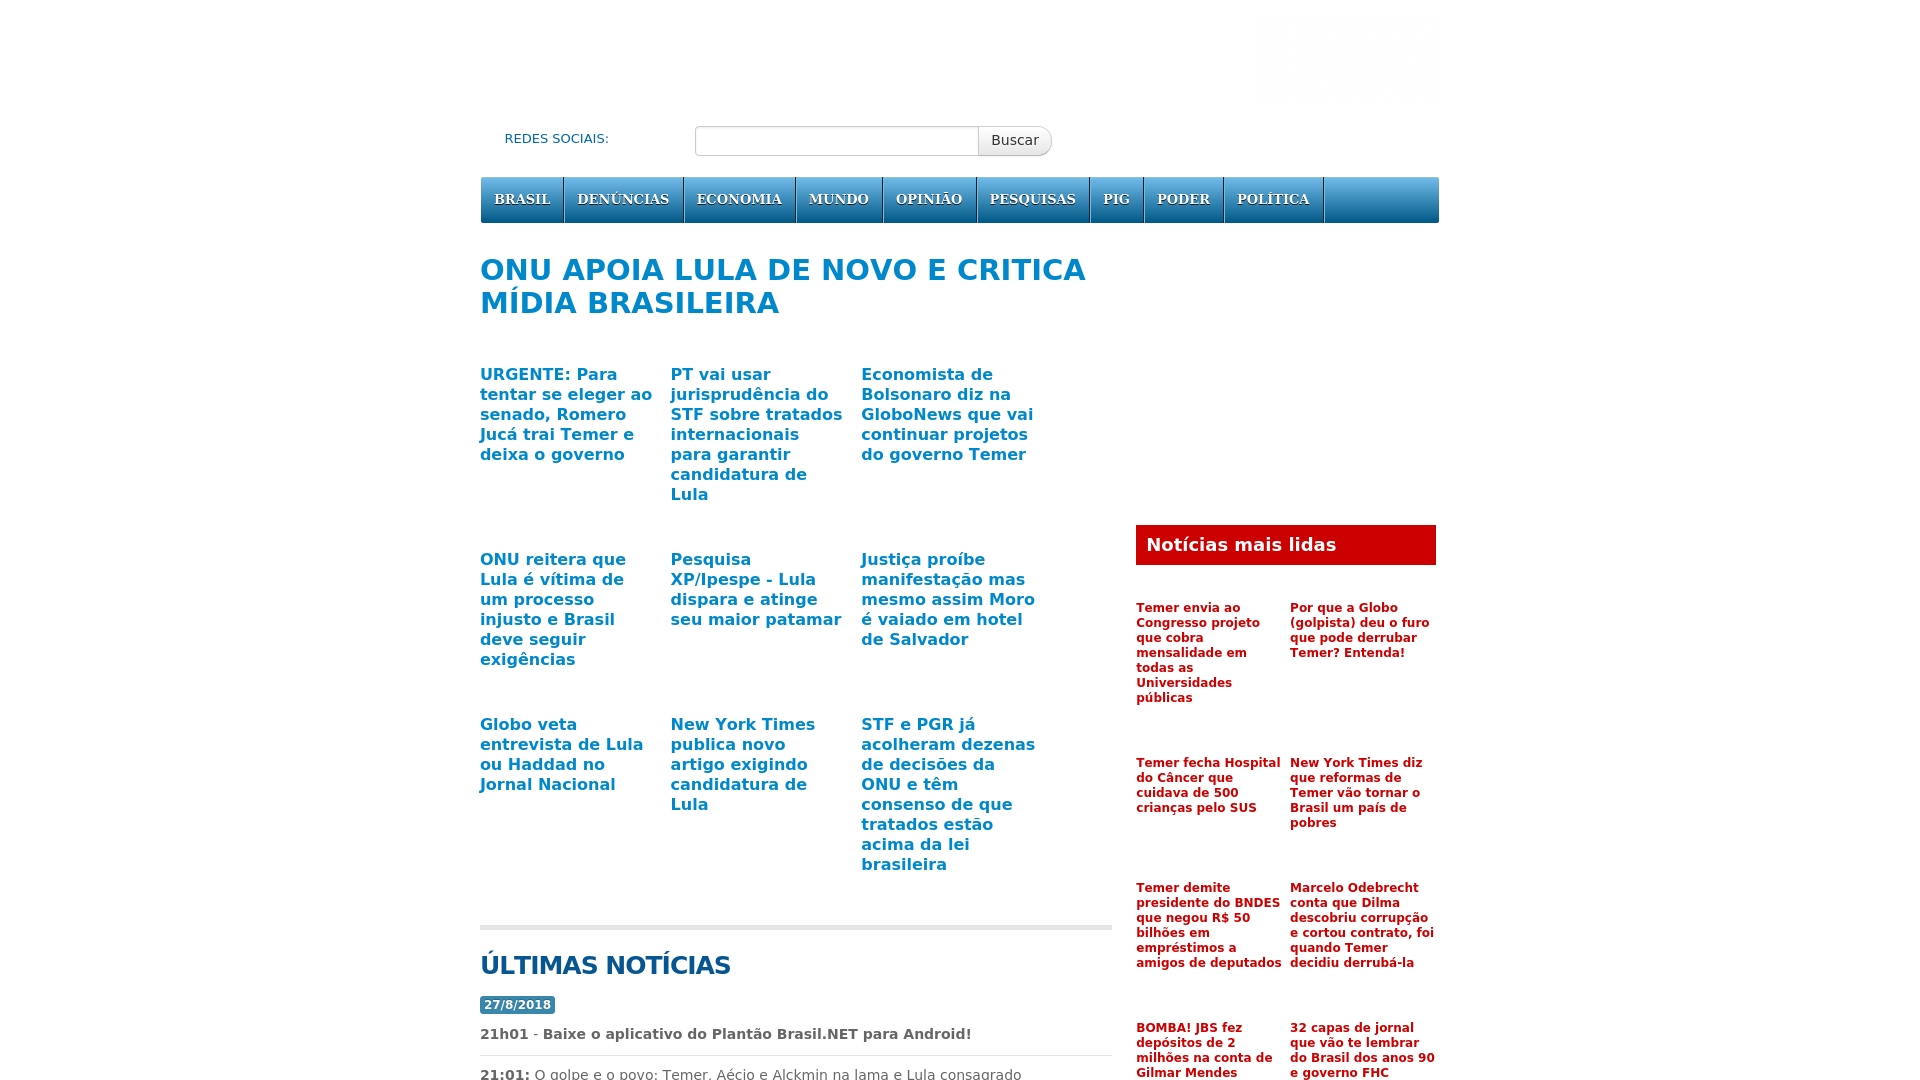 REDES SOCIAIS:
Buscar
BRASIL
DENÚNCIAS
ECONOMIA
MUNDO
OPINIÃO
PESQUISAS
PIG
PODER
POLÍTICA
ONU APOIA LULA DE NOVO E CRITICA
MÍDIA BRASILEIRA
URGENTE: Para
tentar se eleger ao
senado, Romero
Jucá trai Temer e
deixa o governo
PT vai usar
jurisprudência do
STF sobre tratados
internacionais
para garantir
candidatura de
Lula
Economista de
Bolsonaro diz na
GloboNews que vai
continuar projetos
do governo Temer
ONU reitera que
Lula é vítima de
um processo
injusto e Brasil
deve seguir
exigências
Pesquisa
XP/Ipespe - Lula
dispara e atinge
seu maior patamar
Justiça proíbe
manifestação mas
mesmo assim Moro
é vaiado em hotel
de Salvador
Globo veta
entrevista de Lula
ou Haddad no
Jornal Nacional
New York Times
publica novo
artigo exigindo
candidatura de
Lula
STF e PGR já
acolheram dezenas
de decisões da
ONU e têm
consenso de que
tratados estão
acima da lei
brasileira
ÚLTIMAS NOTÍCIAS
27/8/2018
21h01 - Baixe o aplicativo do Plantão Brasil.NET para Android!
21:01: O golpe e o povo: Temer, Aécio e Alckmin na lama e Lula consagrado
Notícias mais lidas
Temer envia ao
Congresso projeto
que cobra
mensalidade em
todas as
Universidades
públicas
Por que a Globo
(golpista) deu o furo
que pode derrubar
Temer? Entenda!
Temer fecha Hospital
do Câncer que
cuidava de 500
crianças pelo SUS
New York Times diz
que reformas de
Temer vão tornar o
Brasil um país de
pobres
Temer demite
presidente do BNDES
que negou R$ 50
bilhões em
empréstimos a
amigos de deputados
Marcelo Odebrecht
conta que Dilma
descobriu corrupção
e cortou contrato, foi
quando Temer
decidiu derrubá-la
BOMBA! JBS fez
depósitos de 2
milhões na conta de
Gilmar Mendes
32 capas de jornal
que vão te lembrar
do Brasil dos anos 90
e governo FHC